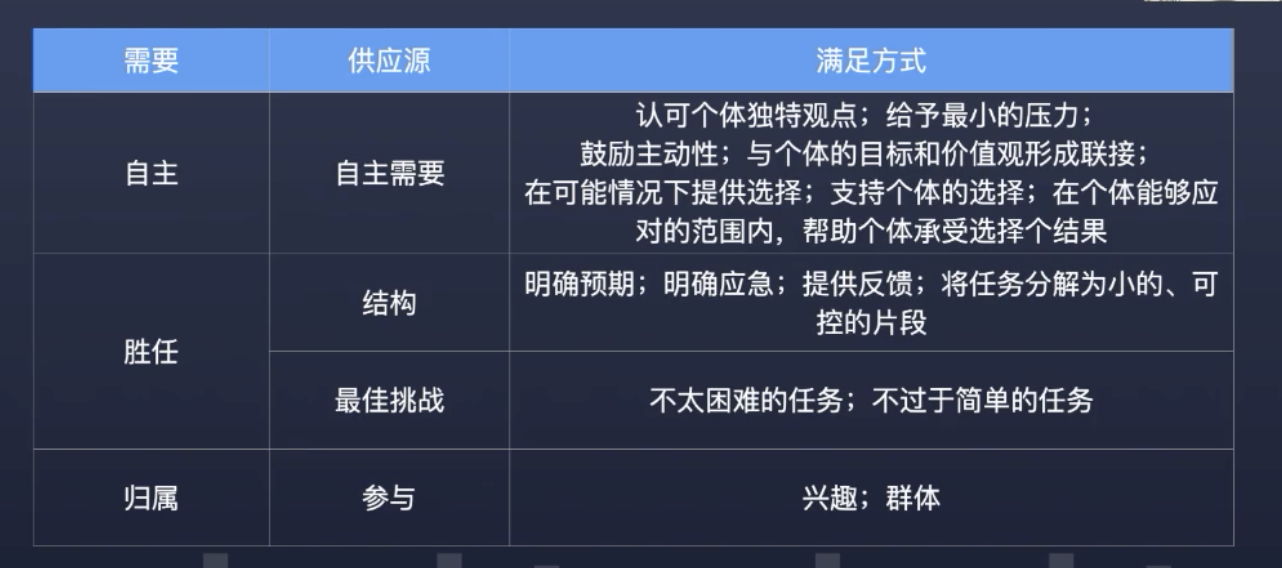 需要
供应源
满足方式
自主
自主需要
认可个体独特观点；给予最小的压力；
鼓励主动性；与个体的目标和价值观形成联接；
在可能情况下提供选择；支持个体的选择；在个体能够应
对的范围内，帮助个体承受选择个结果
胜任
结构
明确预期；明确应急；提供反馈；将任务分解为小的、可
控的片段
最佳挑战
不太困难的任务；不过于简单的任务
归属
参与
兴趣；群体